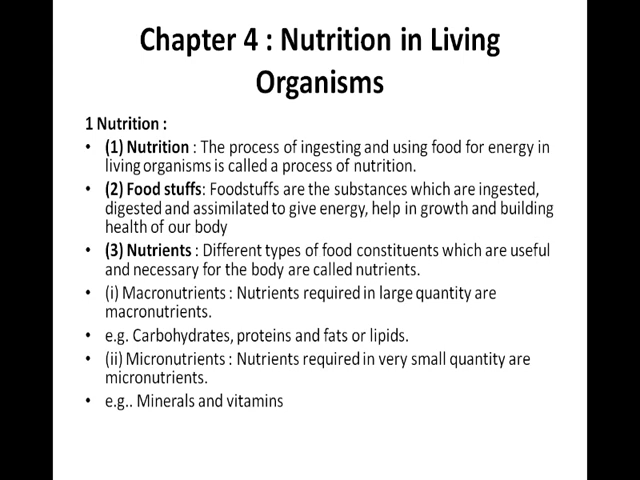 Chapter 4 : Nutrition in Living
Organisms
1 Nutrition :
• (1) Nutrition : The process of ingesting and using food for energy in
living organisms is called a process of nutrition.
• (2) Food stuffs: Foodstuffs are the substances which are ingested,
digested and assimilated to give energy, help in growth and building
health of our body
• (3) Nutrients : Different types of food constituents which are useful
and necessary for the body are called nutrients.
• (i) Macronutrients : Nutrients required in large quantity are
macronutrients.
• e.g. Carbohydrates, proteins and fats or lipids.
• (ii) Micronutrients : Nutrients required in very small quantity are
micronutrients.
• e.g.. Minerals and vitamins